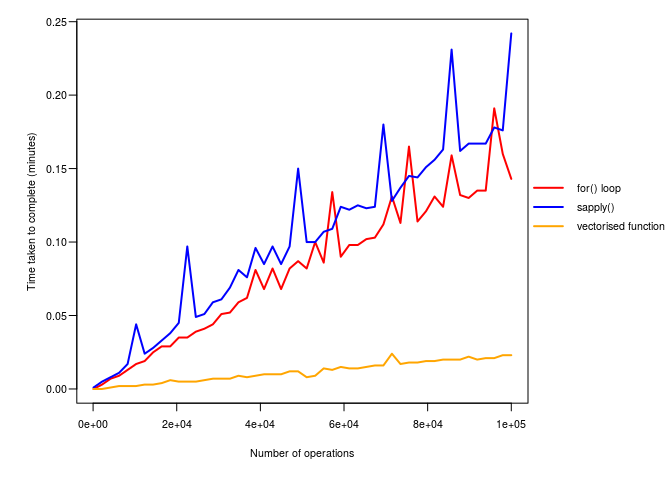 0.25
0.20
0.15
0.10
0.05
0.00
Time taken to complete (minutes)
0e+00 2e+04 4e+04 6e+04 8e+04 1e+05
Number of operations
for() loop
sapply()
vectorised function